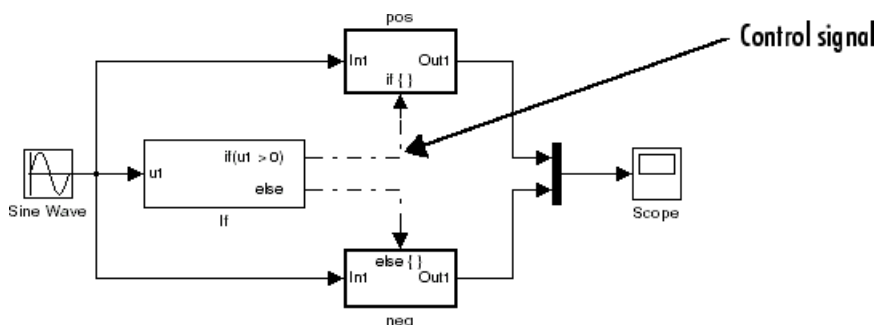 pos
Control signal
In1
Out1
if { }
if(u1 > 0)
u1
else
Sine Wave
If
Scope
else { }
In1
Out1
neg